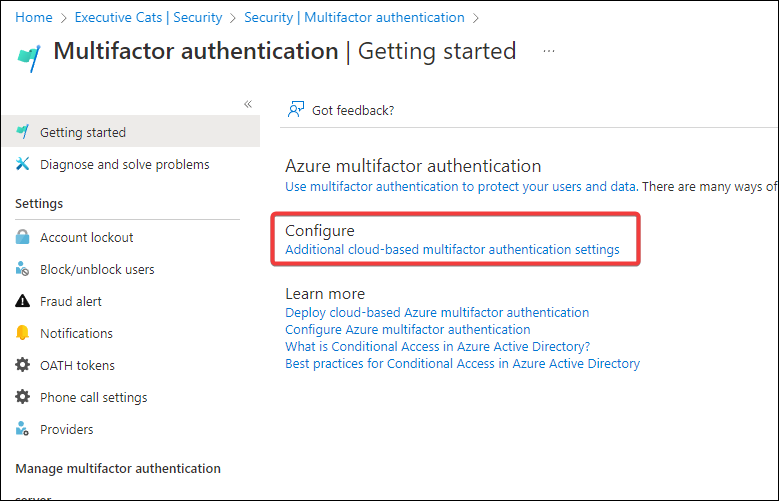 Home > Executive Cats | Security > Security | Multifactor authentication >
Multifactor authentication | Getting started ...
«
Got feedback?
Getting started
Diagnose and solve problems
Settings
Account lockout
Block/unblock users
Fraud alert
Notifications
OATH tokens
Phone call settings
Providers
Manage multifactor authentication
server
Azure multifactor authentication
Use multifactor authentication to protect your users and data. There are many ways of
Configure
Additional cloud-based multifactor authentication settings
Learn more
Deploy cloud-based Azure multifactor authentication
Configure Azure multifactor authentication
What is Conditional Access in Azure Active Directory?
Best practices for Conditional Access in Azure Active Directory